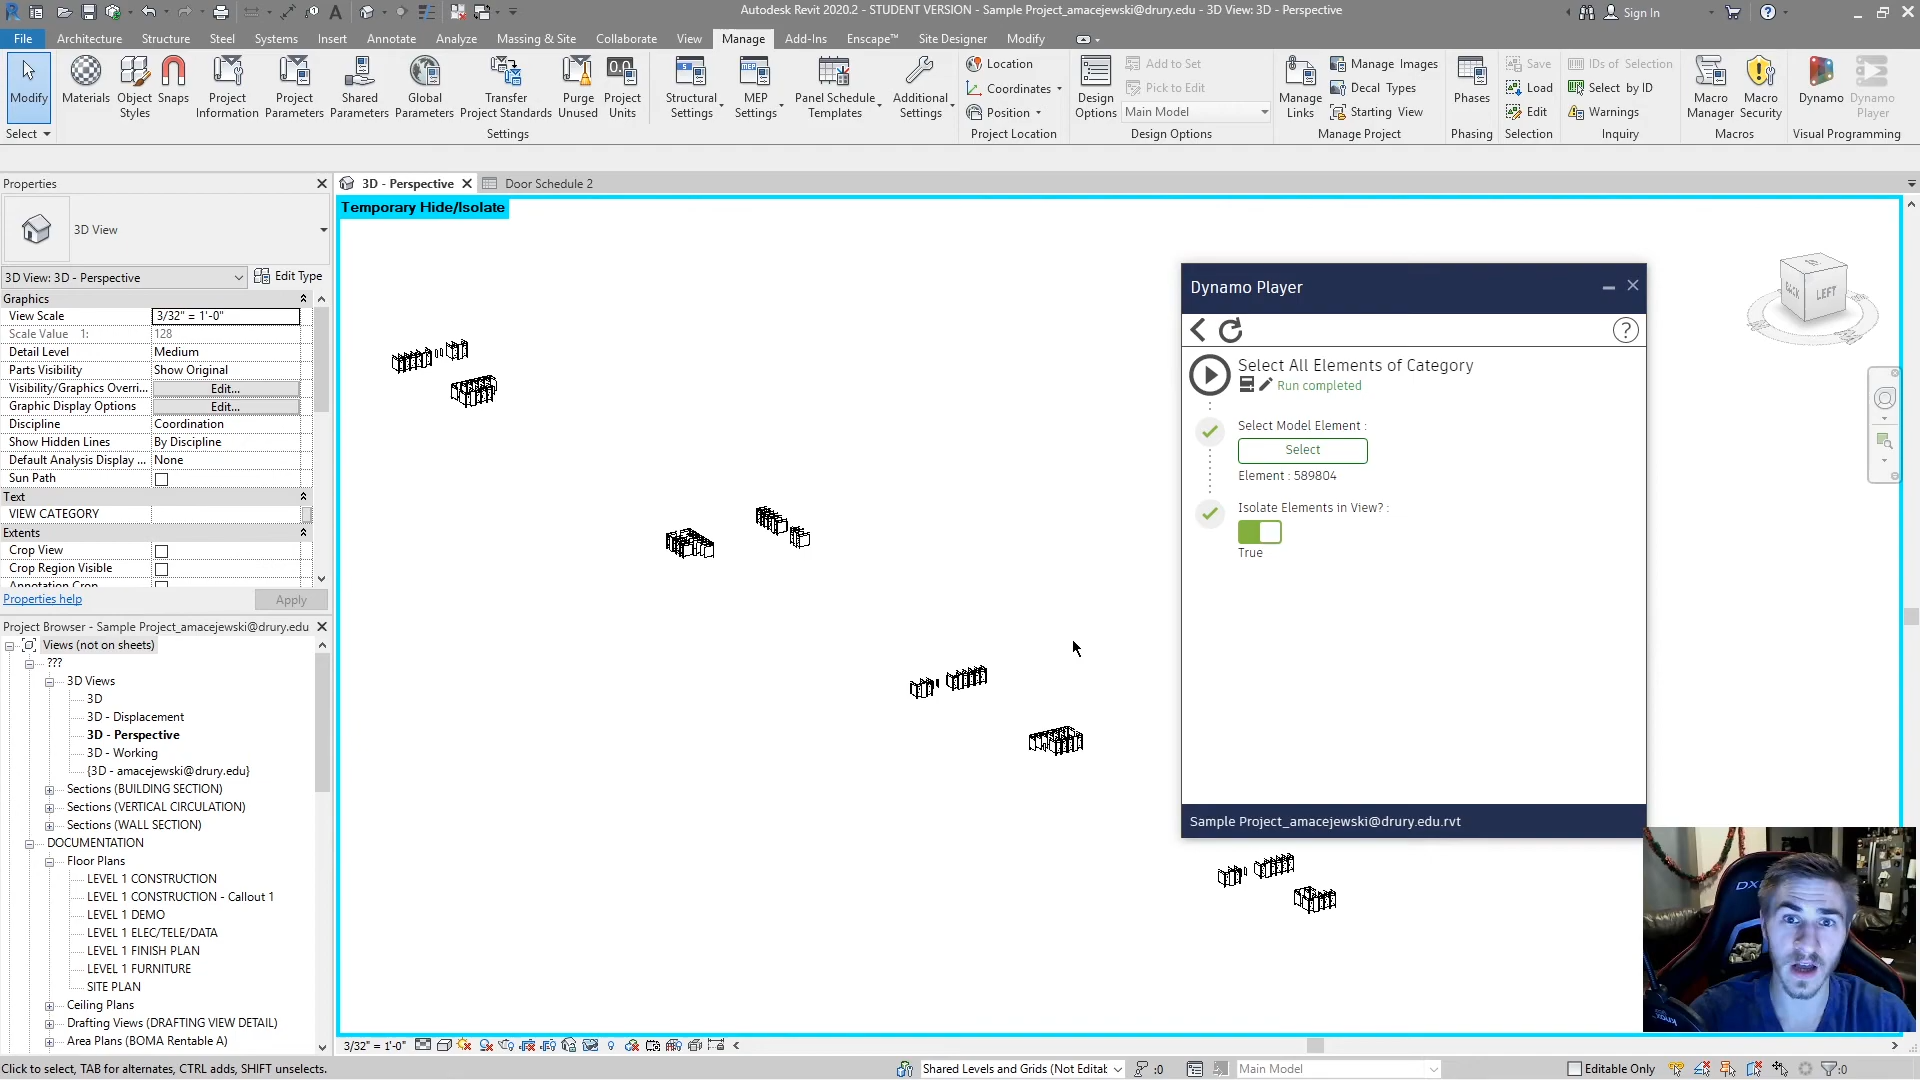 Autodesk Revit 2020.2 - STUDENT VERSION - Sample Project_amacejewski@drury.edu - 3D View: 3D - Perspective
Sign In
File Architecture Structure Steel Systems Insert Annotate Analyze Massing & Site Collaborate View Manage Add-Ins Enscape™ Site Designer Modify
Modify
Materials
Object Styles
Snaps
Project Information
Project Parameters
Shared Parameters
Global Parameters
Transfer Project Standards
Purge Unused
Project Units
Structural Settings
MEP Settings
Panel Schedule Templates
Additional Settings
Location
Coordinates
Position
Design Options
Add to Set
Pick to Edit
Main Model
Manage Links
Manage Images
Decal Types
Starting View
Phases
Save
Load
Edit
IDs of Selection
Select by ID
Warnings
Macro Manager
Macro Security
Dynamo
Dynamo Player
Select
Settings
Project Location
Design Options
Manage Project
Phasing
Selection
Inquiry
Macros
Visual Programming
Properties
3D View
3D View: 3D - Perspective
Edit Type
Graphics
View Scale 3/32" = 1'-0"
Scale Value 1: 128
Detail Level Medium
Parts Visibility Show Original
Visibility/Graphics Overri... Edit...
Graphic Display Options Edit...
Discipline Coordination
Show Hidden Lines By Discipline
Default Analysis Display ... None
Sun Path
Text
VIEW CATEGORY
Extents
Crop View
Crop Region Visible
Annotation Crop
Properties help
Apply
Project Browser - Sample Project_amacejewski@drury.edu
Views (not on sheets)
???
3D Views
3D
3D - Displacement
3D - Perspective
3D - Working
{3D - amacejewski@drury.edu}
Sections (BUILDING SECTION)
Sections (VERTICAL CIRCULATION)
Sections (WALL SECTION)
DOCUMENTATION
Floor Plans
LEVEL 1 CONSTRUCTION
LEVEL 1 CONSTRUCTION - Callout 1
LEVEL 1 DEMO
LEVEL 1 ELEC/TELE/DATA
LEVEL 1 FINISH PLAN
LEVEL 1 FURNITURE
SITE PLAN
Ceiling Plans
Drafting Views (DRAFTING VIEW DETAIL)
Area Plans (BOMA Rentable A)
3D - Perspective
Door Schedule 2
Temporary Hide/Isolate
BACK
LEFT
Dynamo Player
Select All Elements of Category
Run completed
Select Model Element :
Select
Element : 589804
Isolate Elements in View? :
True
Sample Project_amacejewski@drury.edu.rvt
3/32" = 1'-0"
Click to select, TAB for alternates, CTRL adds, SHIFT unselects.
Shared Levels and Grids (Not Editab
:0
Main Model
Editable Only
:0